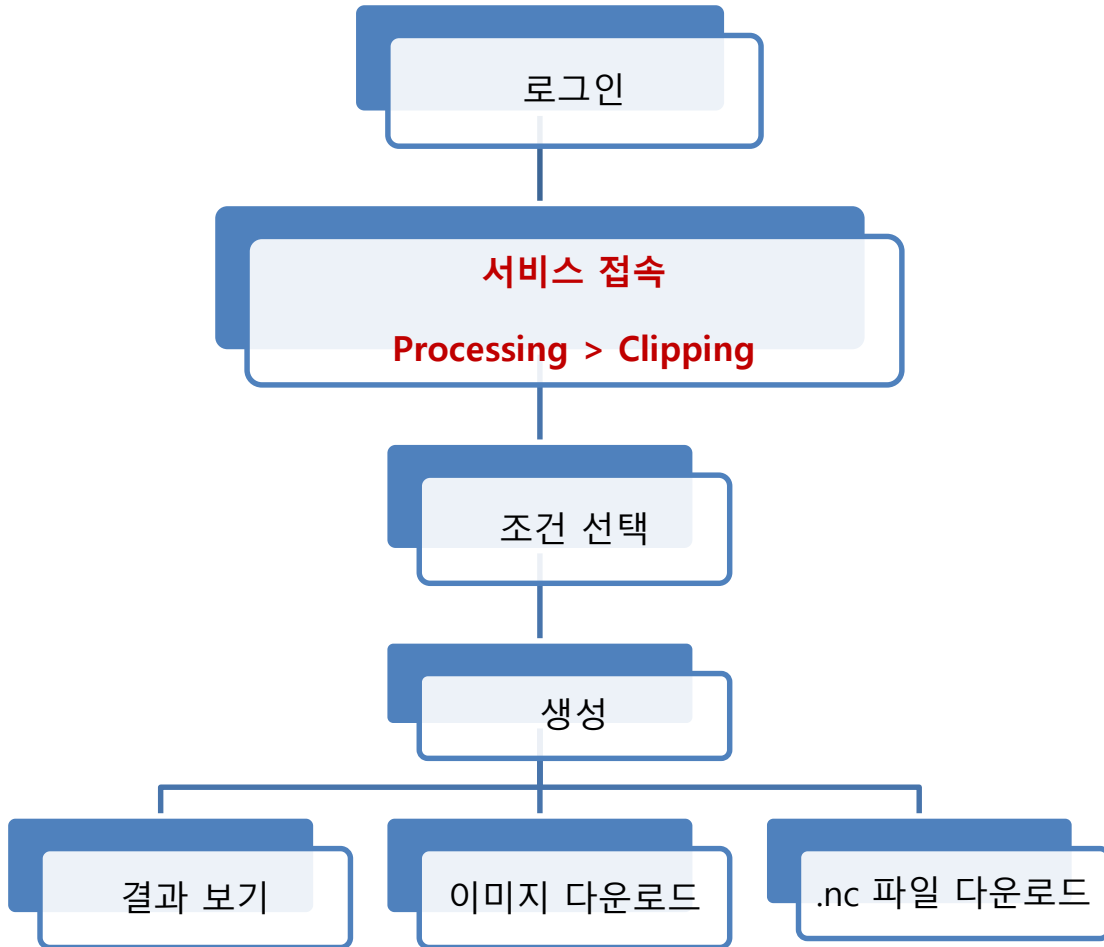 로그인
서비스 접속
Processing > Clipping
조건 선택
생성
결과 보기
이미지 다운로드
.nc 파일 다운로드